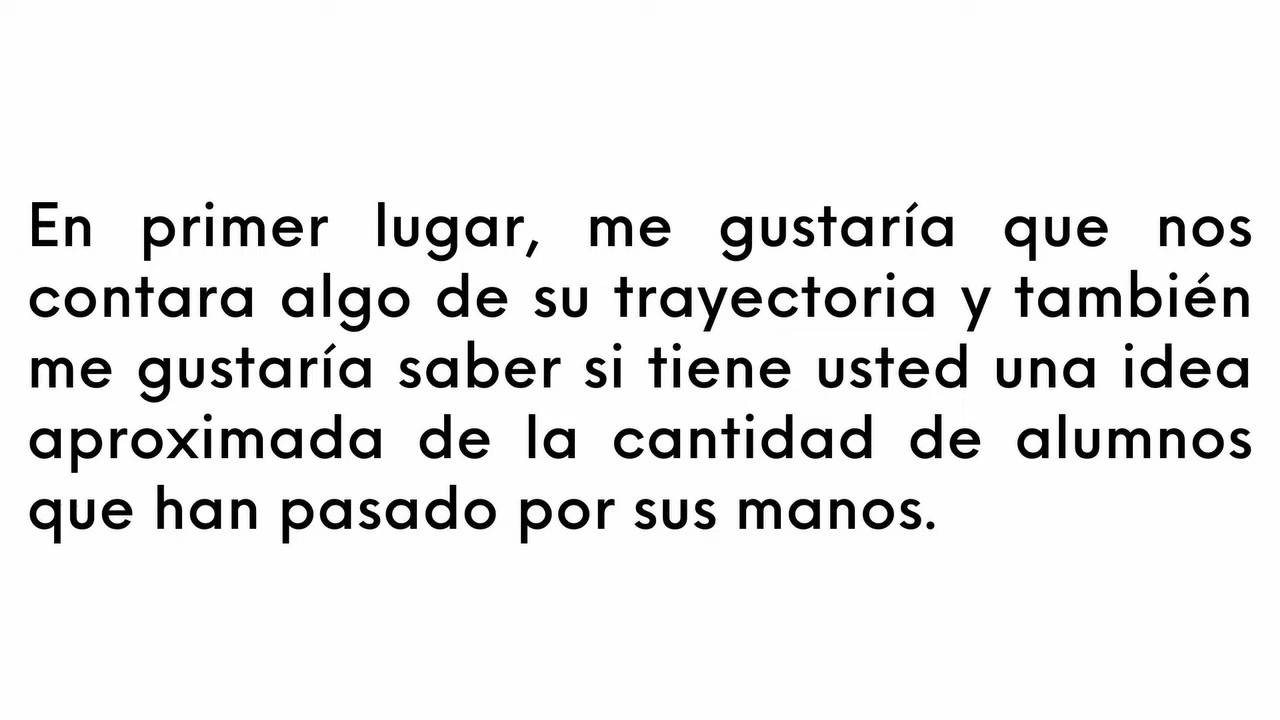 En primer lugar, me gustaría que nos
contara algo de su trayectoria y también
me gustaría saber si tiene usted una idea
aproximada de la cantidad de alumnos
que han pasado por sus manos.